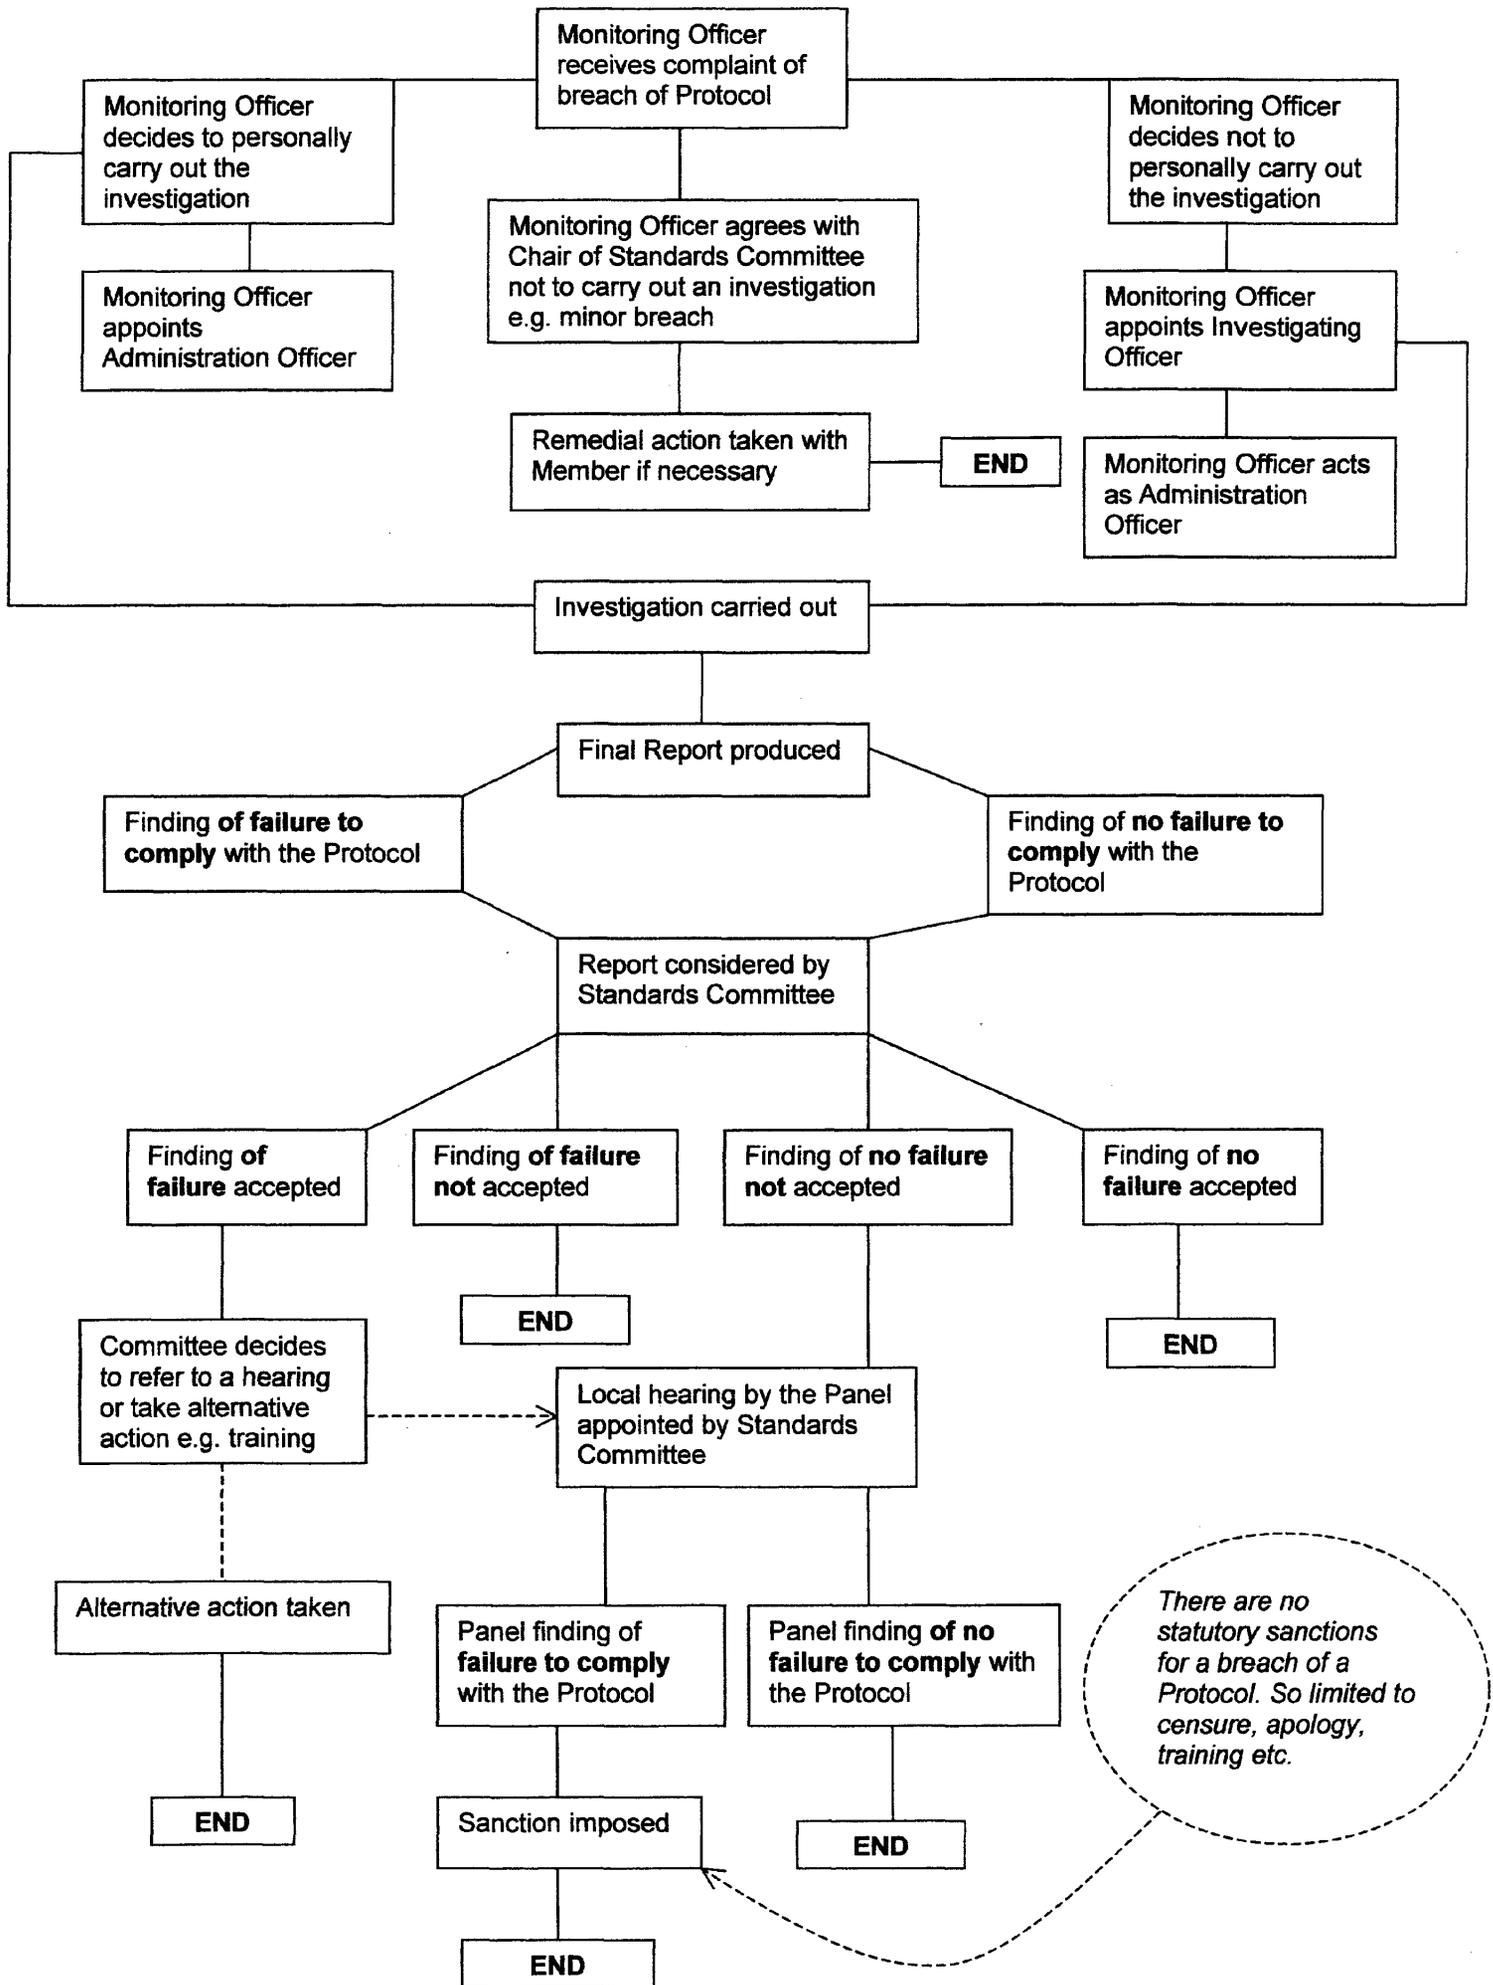 Monitoring Officer
receives complaint of
breach of Protocol
Monitoring Officer
decides to personally
carry out the
investigation
Monitoring Officer
decides not to
personally carry out
the investigation
Monitoring Officer agrees with
Chair of Standards Committee
not to carry out an investigation
e.g. minor breach
Monitoring Officer
appoints
Administration Officer
Monitoring Officer
appoints Investigating
Officer
Remedial action taken with
Member if necessary
END
Monitoring Officer acts
as Administration
Officer
Investigation carried out
Final Report produced
Finding of failure to
comply with the Protocol
Finding of no failure to
comply with the
Protocol
Report considered by
Standards Committee
Finding of
failure accepted
Finding of failure
not accepted
Finding of no failure
not accepted
Finding of no
failure accepted
END
END
Committee decides
to refer to a hearing
or take alternative
action e.g. training
Local hearing by the Panel
appointed by Standards
Committee
Alternative action taken
Panel finding of
failure to comply
with the Protocol
Panel finding of no
failure to comply with
the Protocol
There are no
statutory sanctions
for a breach of a
Protocol. So limited to
censure, apology,
training etc.
END
Sanction imposed
END
END